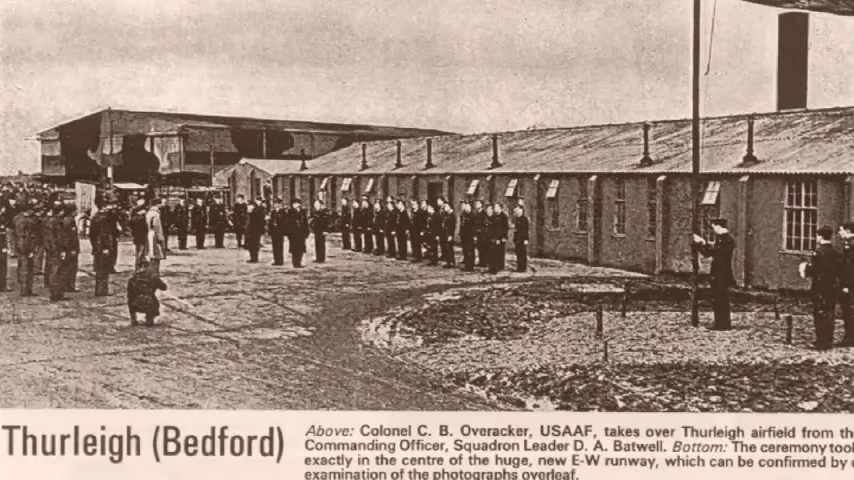 Thurleigh (Bedford)
Above: Colonel C. B. Overacker, USAAF, takes over Thurleigh airfield from the
Commanding Officer, Squadron Leader D. A. Batwell. Bottom: The ceremony took
exactly in the centre of the huge, new E-W runway, which can be confirmed by
examination of the photographs overleaf.